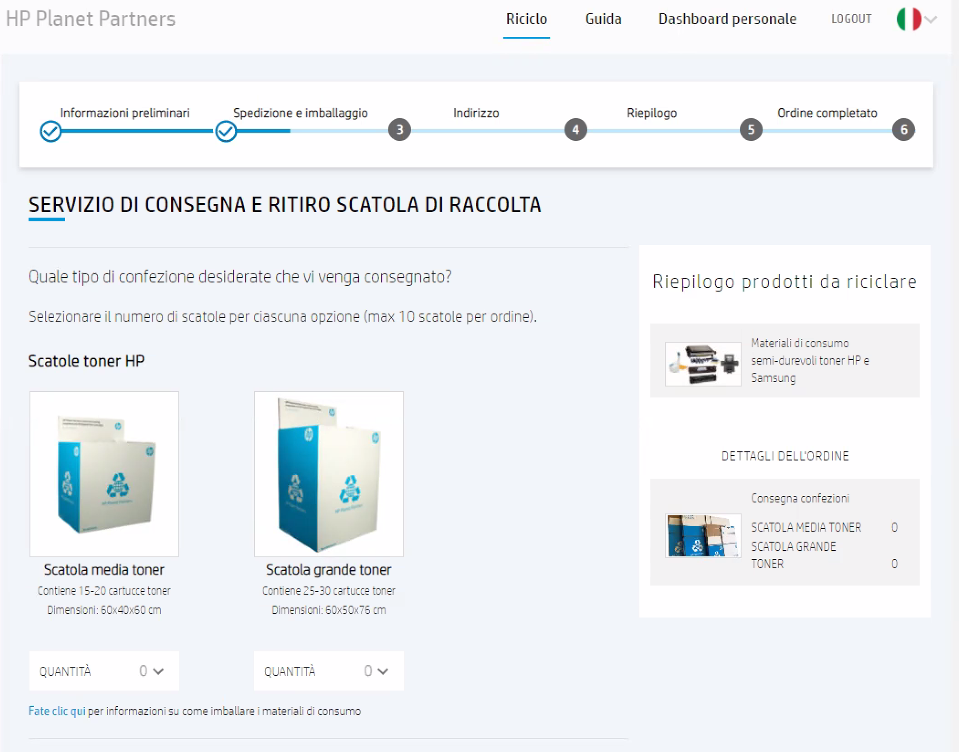 HP Planet Partners
Riciclo
Guida
Dashboard personale
LOGOUT
Informazioni preliminari
Spedizione e imballaggio
Indirizzo
Riepilogo
Ordine completato
3
4
5
6
SERVIZIO DI CONSEGNA E RITIRO SCATOLA DI RACCOLTA
Quale tipo di confezione desiderate che vi venga consegnato?
Selezionare il numero di scatole per ciascuna opzione (max 10 scatole per ordine).
Scatole toner HP
Scatola media toner
Contiene 15-20 cartucce toner
Dimensioni: 60x40x60 cm
QUANTITÀ 0
Scatola grande toner
Contiene 25-30 cartucce toner
Dimensioni: 60x50x76 cm
QUANTITÀ 0
Fate clic qui per informazioni su come imballare i materiali di consumo
Riepilogo prodotti da riciclare
Materiali di consumo
semi-durevoli toner HP e
Samsung
DETTAGLI DELL'ORDINE
Consegna confezioni
SCATOLA MEDIA TONER 0
SCATOLA GRANDE
TONER 0